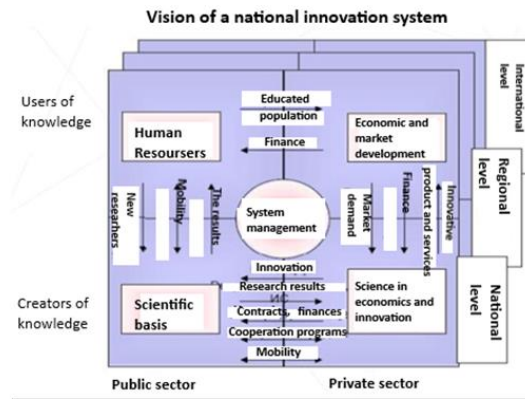 Vision of a national innovation system
Users of
knowledge
Human
Resoursers
Educated
population
Finance
Economic and
market
development
International
level
Regional
level
National
level
New
researhers
Mobility
The results
System
management
Market
demand
Finance
Innovative
product and services
Creators of
knowledge
Scientific
basis
Innovation
Research results
Contracts, finances
Cooperation programs
Mobility
Science in
economics and
innovation
Public sector
Private sector